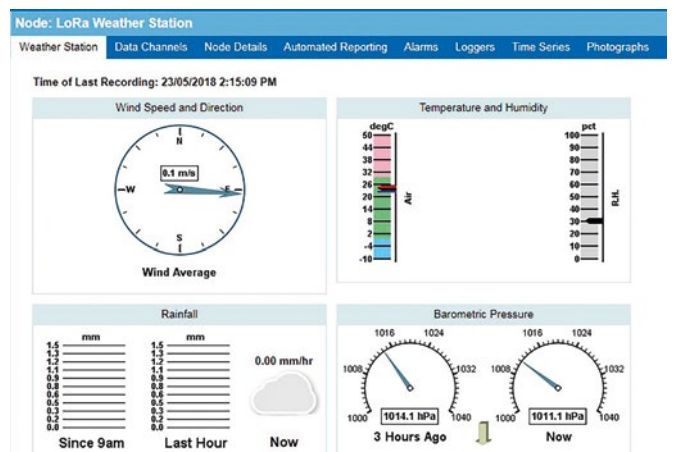 Node: LoRa Weather Station
Weather Station Data Channels Node Details Automated Reporting Alarms Loggers Time Series Photographs
Time of Last Recording: 23/05/2018 2:15:09 PM
Wind Speed and Direction
N
0.1 m/s
W
E
S
Wind Average
Temperature and Humidity
degC
50
44
38
32
26
20
14
8
2
-4
-10
Air
pct
100
90
80
70
60
50
40
30
20
10
0
R.H.
Rainfall
mm
1.5
1.3
1.2
1.1
0.9
0.8
0.6
0.5
0.3
0.2
0.0
Since 9am
mm
1.5
1.3
1.2
1.1
0.9
0.8
0.6
0.5
0.3
0.2
0.0
Last Hour
0.00 mm/hr
Now
Barometric Pressure
1016 1024
1008 1032
1000 1014.1 hPa 1040
3 Hours Ago
1016 1024
1008 1032
1000 1011.1 hPa 1040
Now